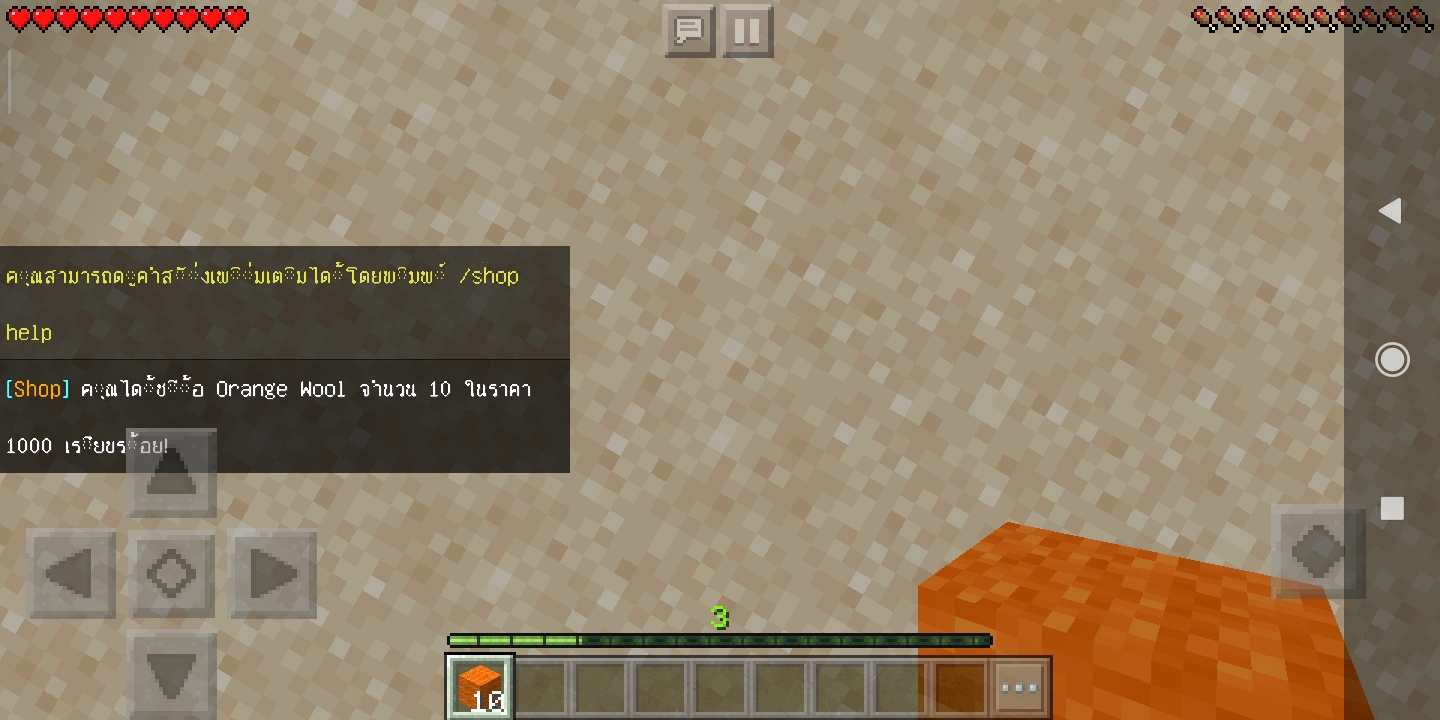 คุณสามารถดูคำสั่งเพิ่มเติมได้โดยพิมพ์ /shop
help
[Shop] คุณได้ซื้อ Orange Wool จำนวน 10 ในราคา
1000 เรียบร้อย!
3
10